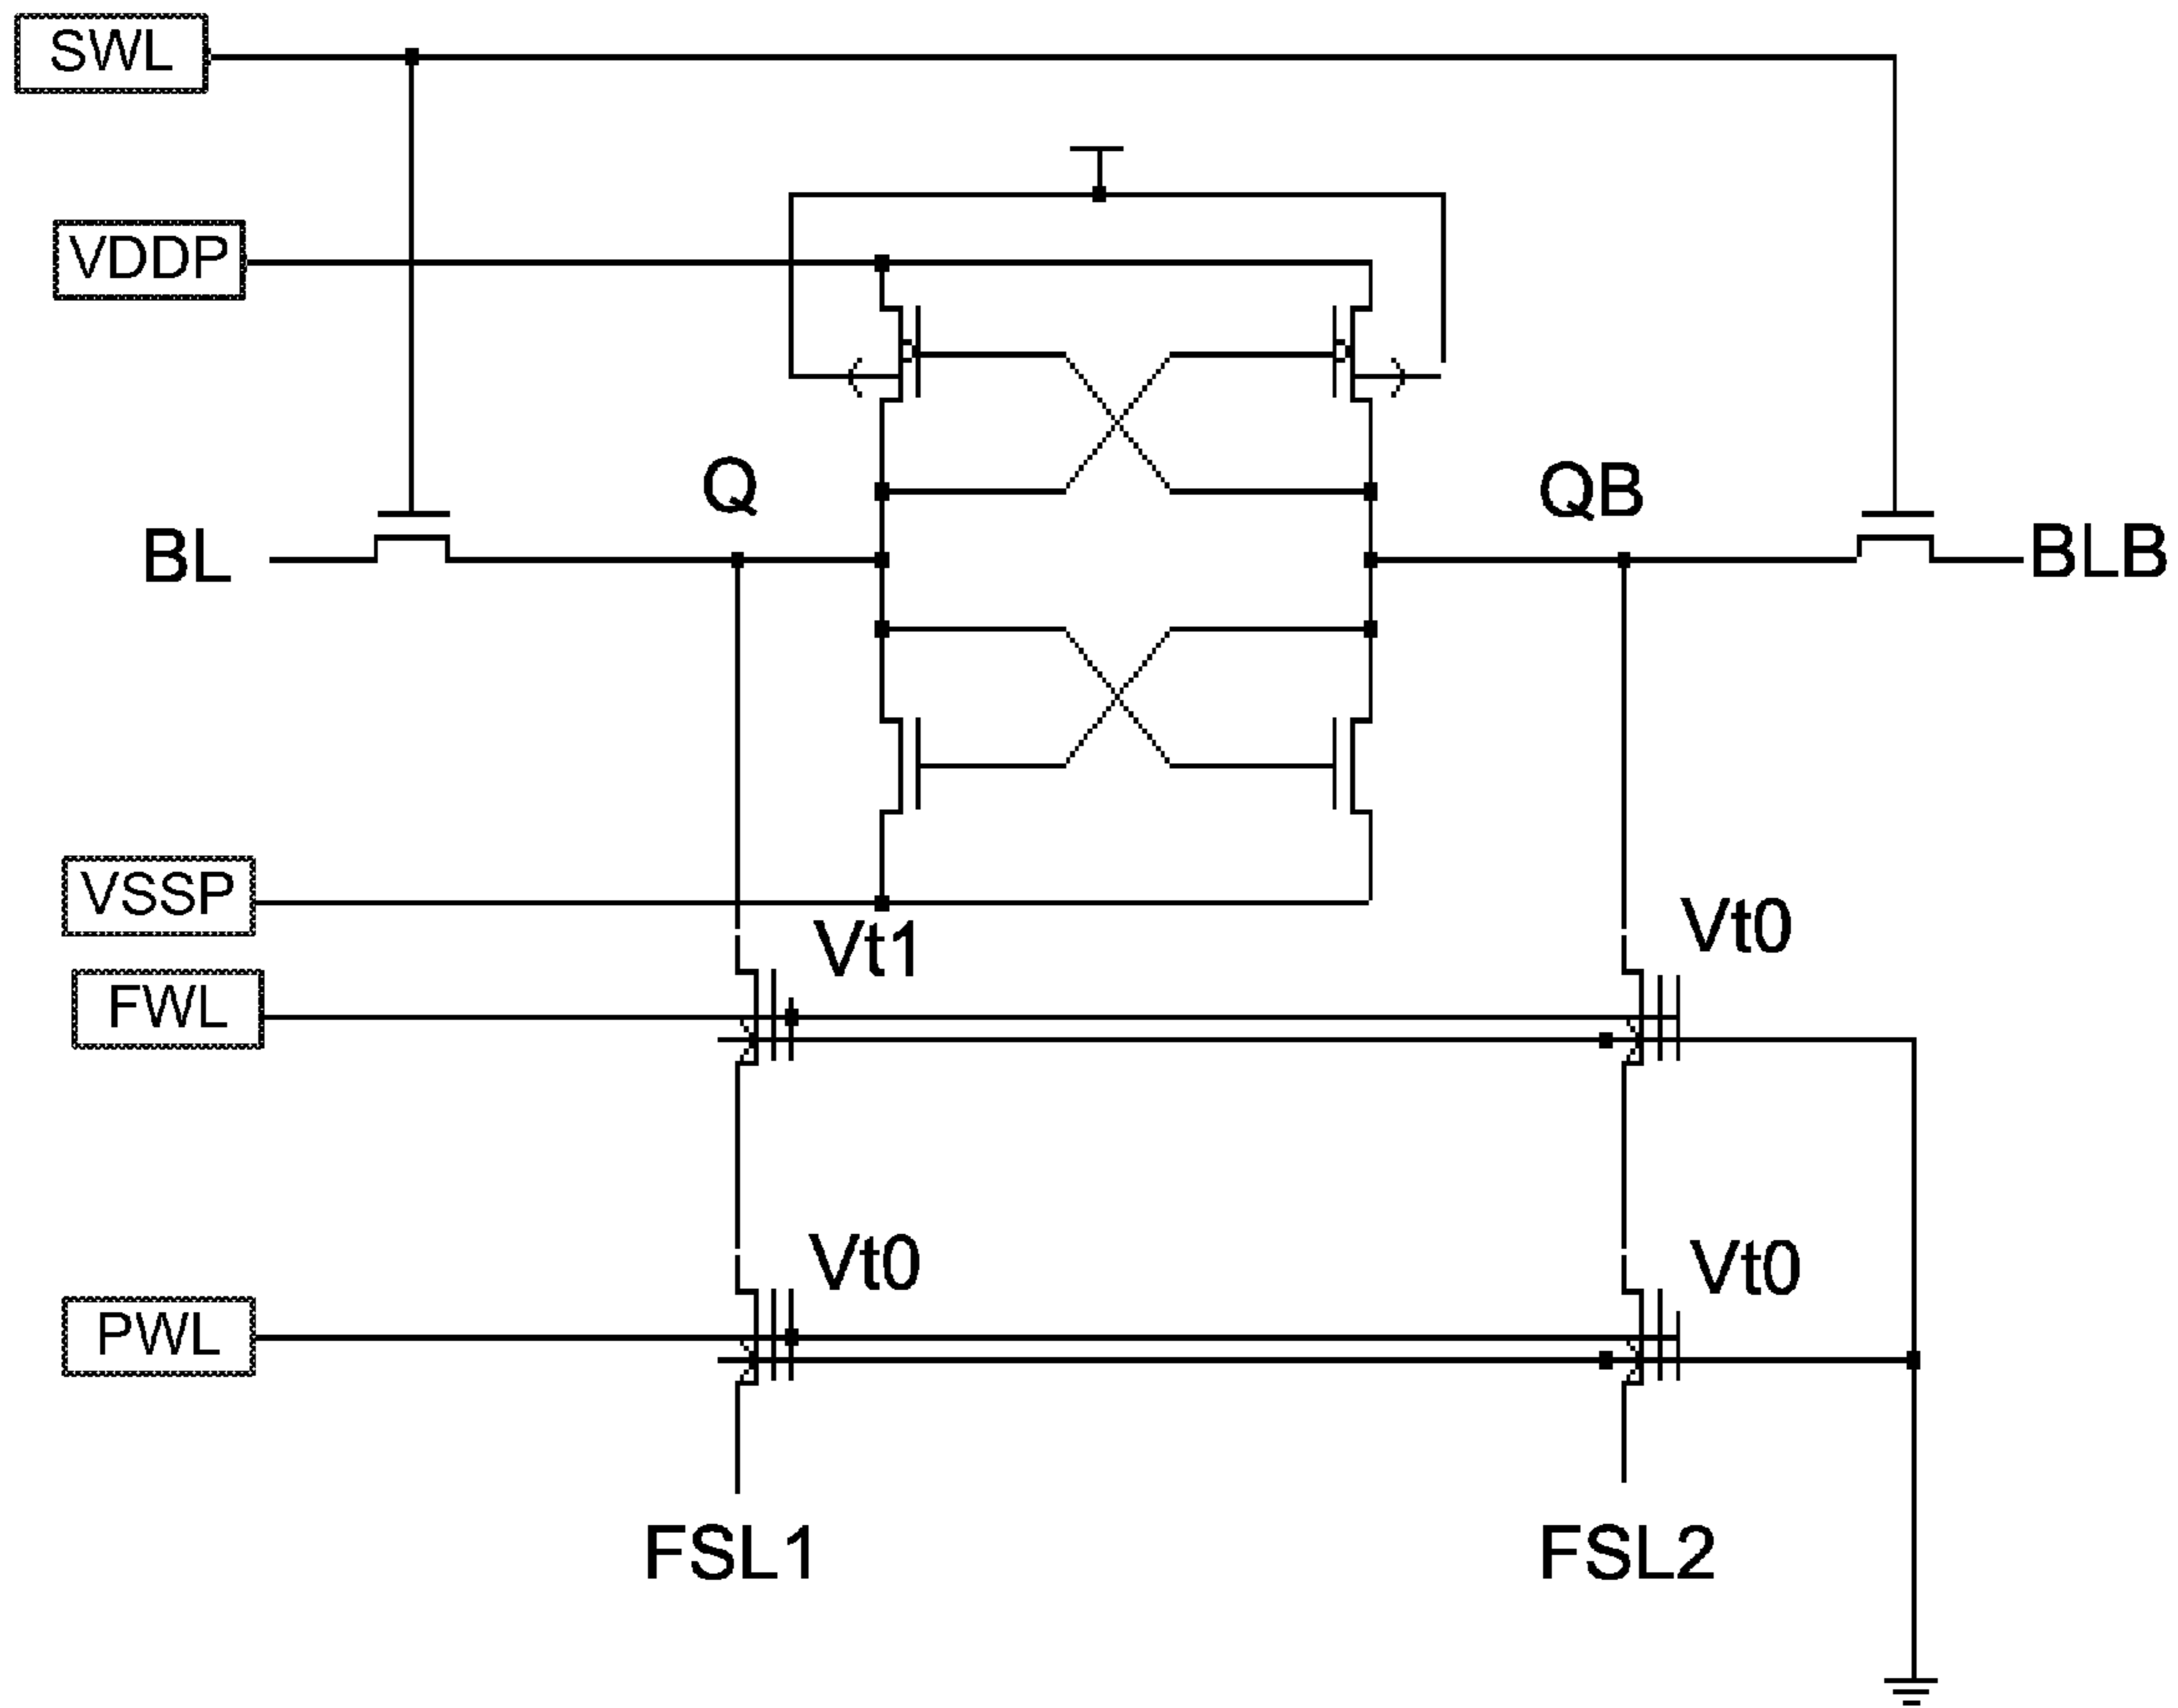 SWL
VDDP
Q
QB
BL
BLB
VSSP
Vt1
Vt0
FWL
Vt0
Vt0
PWL
FSL1
FSL2